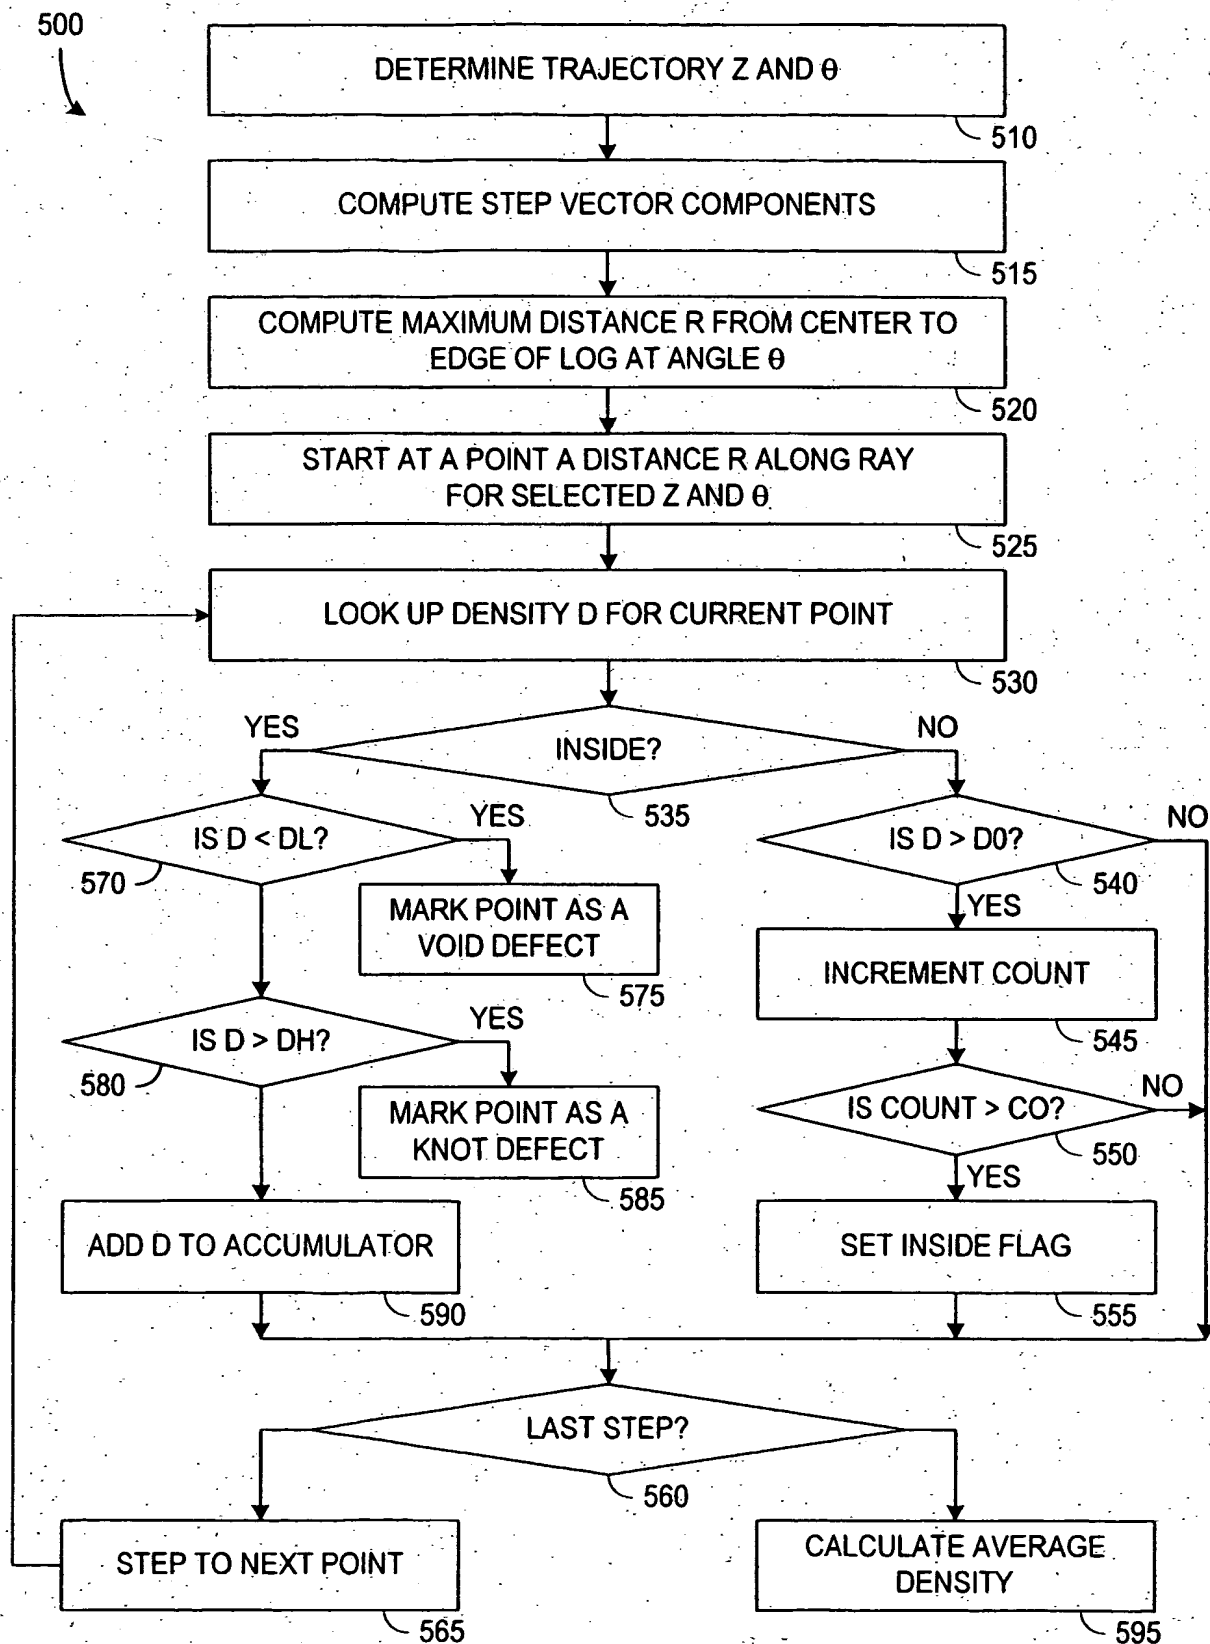 500
DETERMINE TRAJECTORY Z AND θ
510
COMPUTE STEP VECTOR COMPONENTS
515
COMPUTE MAXIMUM DISTANCE R FROM CENTER TO
EDGE OF LOG AT ANGLE θ
520
START AT A POINT A DISTANCE R ALONG RAY
FOR SELECTED Z AND θ
525
LOOK UP DENSITY D FOR CURRENT POINT
530
YES
INSIDE?
NO
535
IS D < DL?
YES
570
IS D > D0?
NO
540
MARK POINT AS A
VOID DEFECT
575
YES
INCREMENT COUNT
545
IS D > DH?
YES
580
IS COUNT > CO?
NO
550
MARK POINT AS A
KNOT DEFECT
585
YES
ADD D TO ACCUMULATOR
590
SET INSIDE FLAG
555
LAST STEP?
560
STEP TO NEXT POINT
565
CALCULATE AVERAGE
DENSITY
595